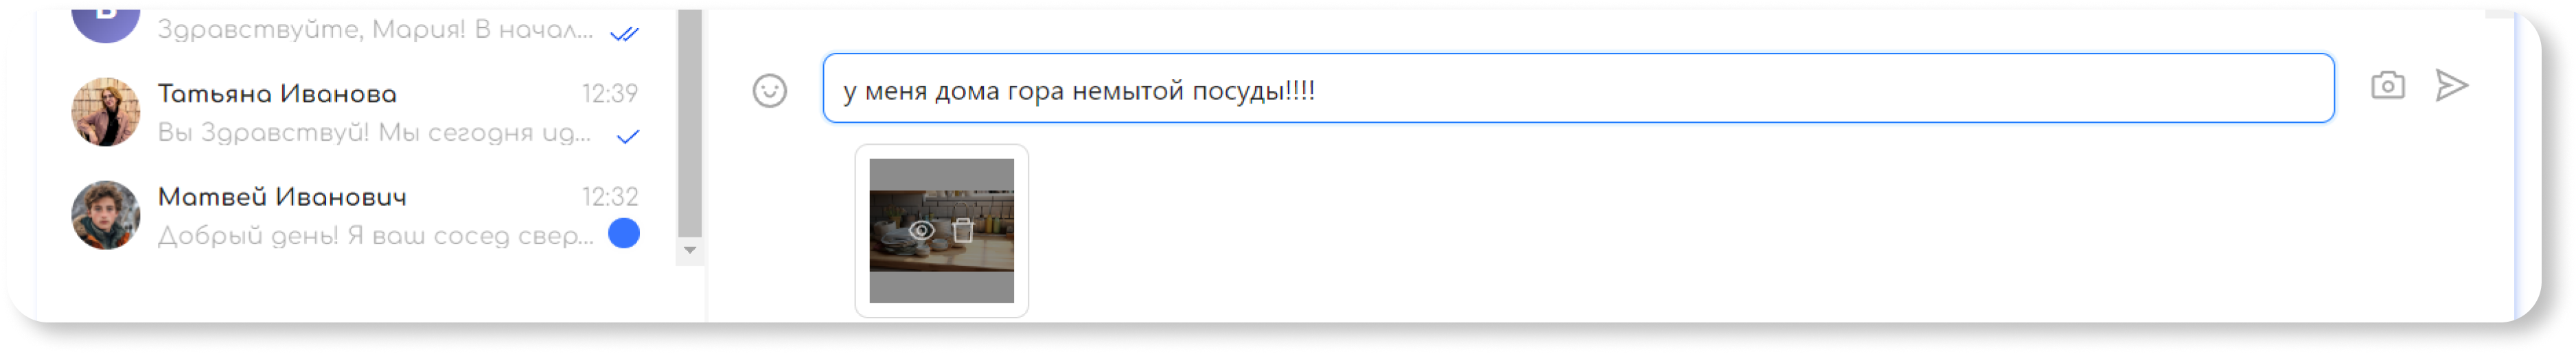 Здравствуйте, Мария! В начал...
Татьяна Иванова 12:39
Вы Здравствуй! Мы сегодня ид...
Матвей Иванович 12:32
Добрый день! Я ваш сосед свер...
у меня дома гора немытой посуды!!!!